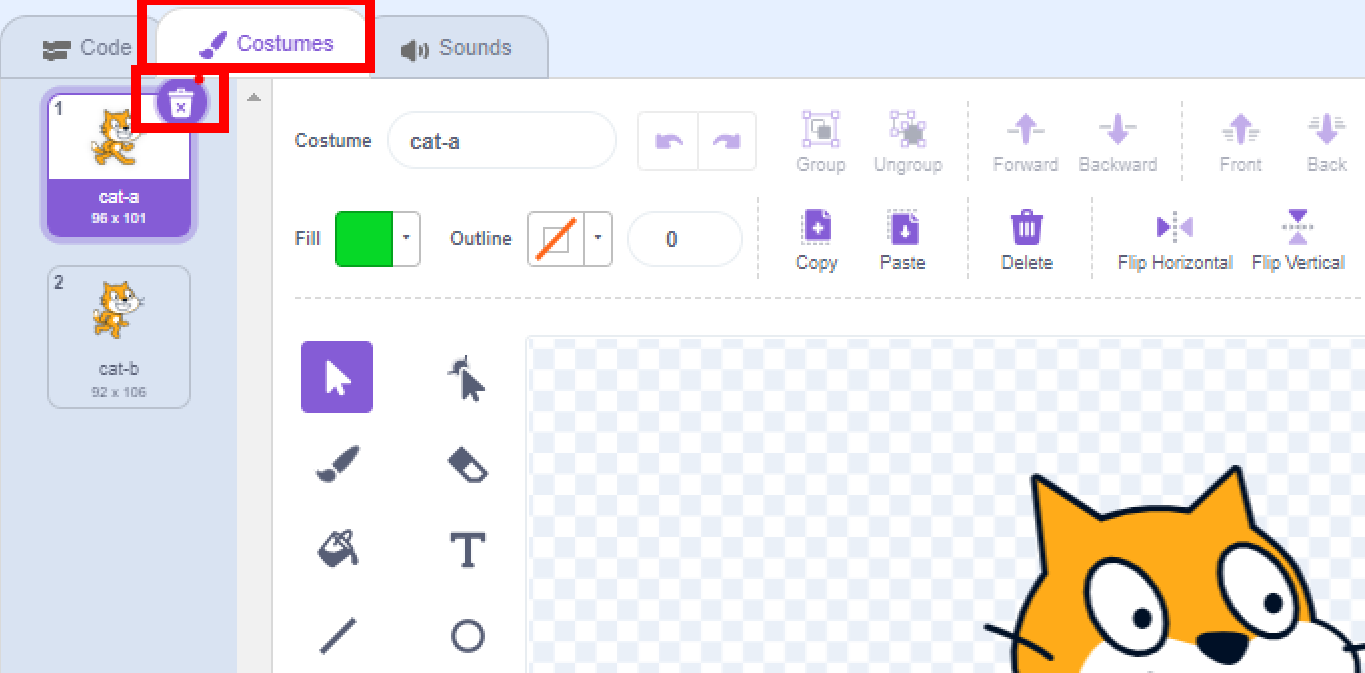 Code
Costumes
Sounds
1
cat-a
96 x 101
2
cat-b
92 x 106
Costume
cat-a
Group
Ungroup
Forward
Backward
Front
Back
Fill
Outline
0
Copy
Paste
Delete
Flip Horizontal
Flip Vertical
T